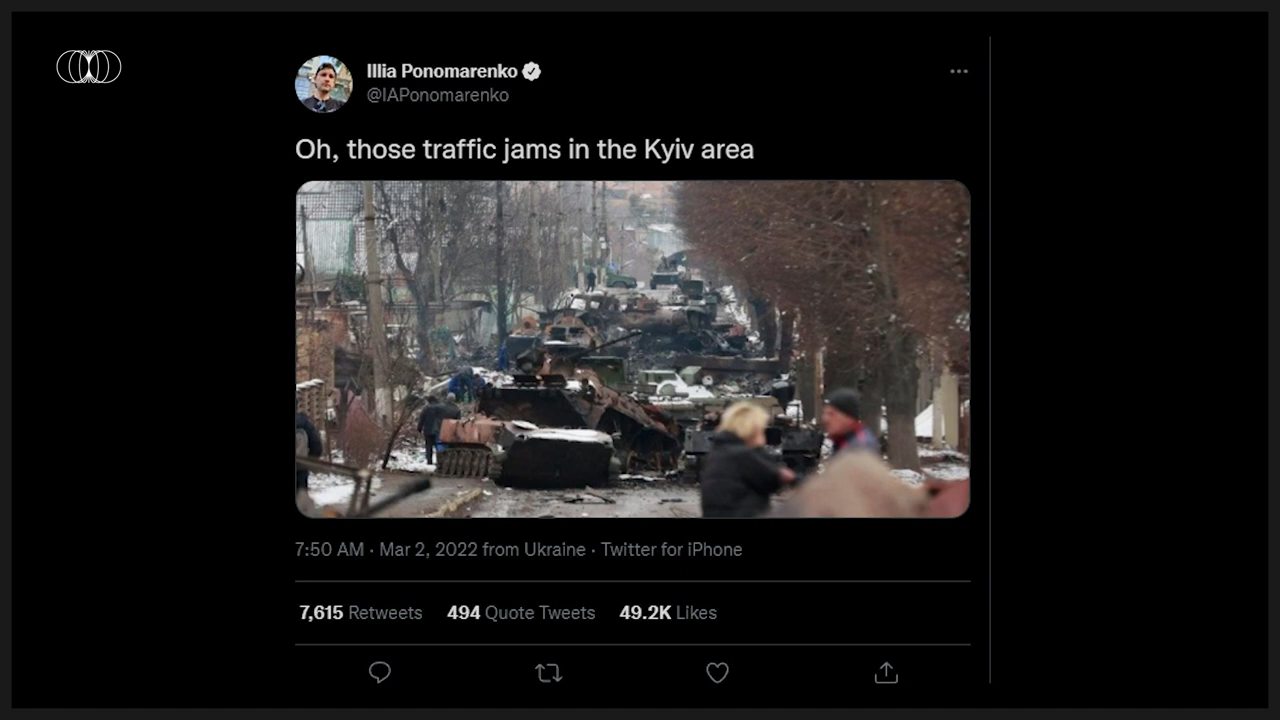 Illia Ponomarenko
@IAPonomarenko
Oh, those traffic jams in the Kyiv area
7:50 AM · Mar 2, 2022 from Ukraine · Twitter for iPhone
7,615 Retweets 494 Quote Tweets 49.2K Likes